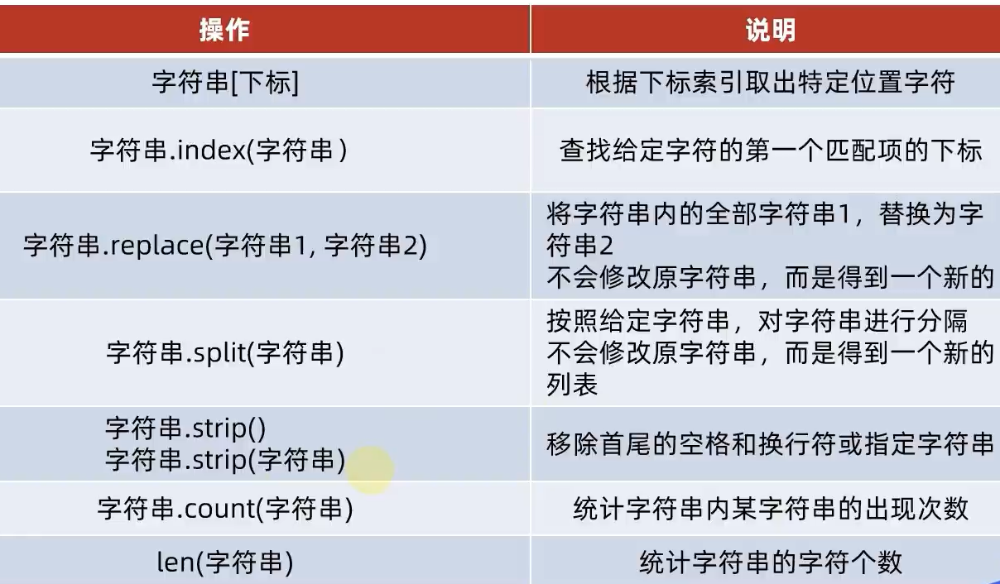 操作
说明
字符串[下标]
根据下标索引取出特定位置字符
字符串.index(字符串）
查找给定字符的第一个匹配项的下标
字符串.replace(字符串1, 字符串2)
将字符串内的全部字符串1，替换为字
符串2
不会修改原字符串，而是得到一个新的
字符串.split(字符串)
按照给定字符串，对字符串进行分隔
不会修改原字符串，而是得到一个新的
列表
字符串.strip()
字符串.strip(字符串)
移除首尾的空格和换行符或指定字符串
字符串.count(字符串)
统计字符串内某字符串的出现次数
len(字符串)
统计字符串的字符个数